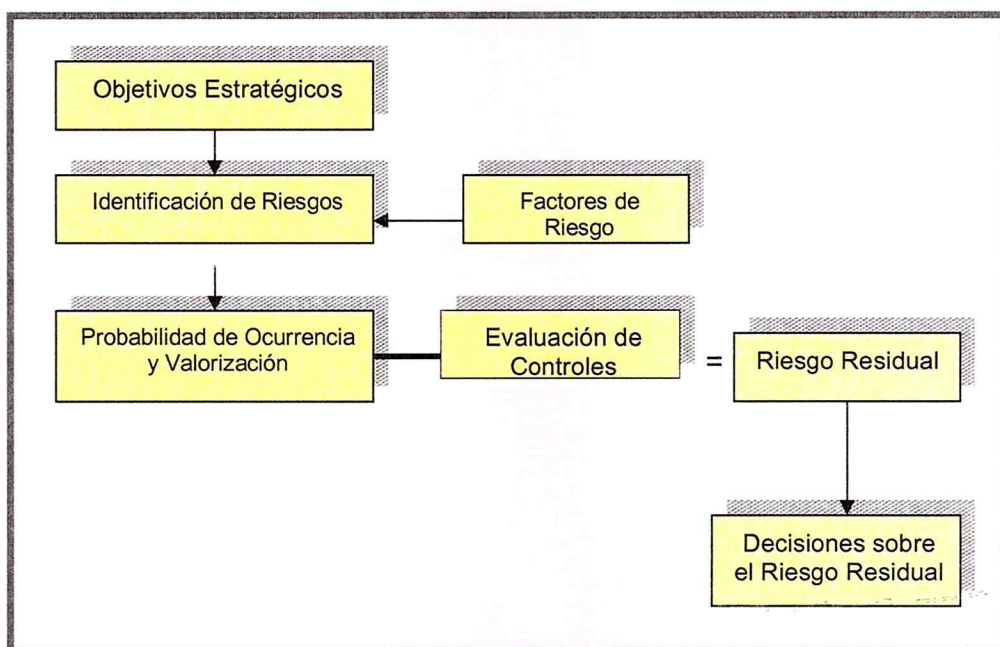 Objetivos Estratégicos
Identificación de Riesgos
Factores de
Riesgo
Probabilidad de Ocurrencia
y Valorización
Evaluación de
Controles
=
Riesgo Residual
Decisiones sobre
el Riesgo Residual